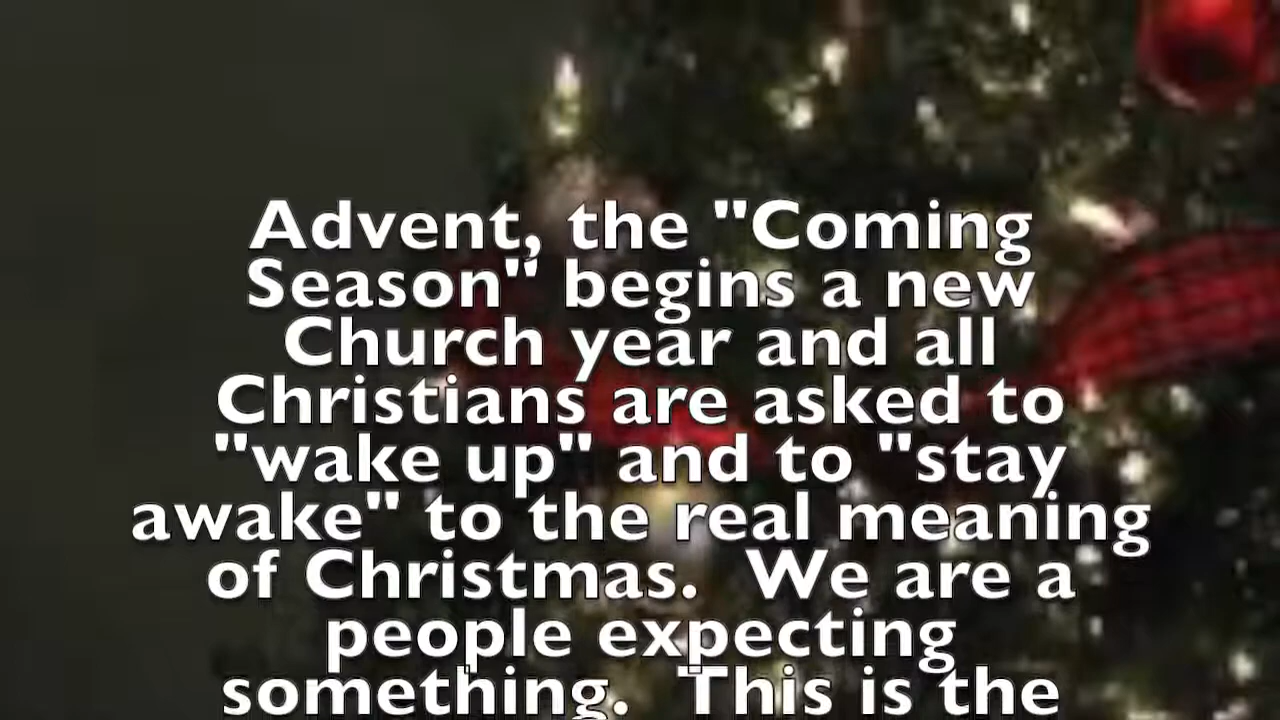 Advent, the "Coming
Season" begins a new
Church year and all
Christians are asked to
"wake up" and to "stay
awake" to the real meaning
of Christmas.  We are a
people expecting
something.  This is the